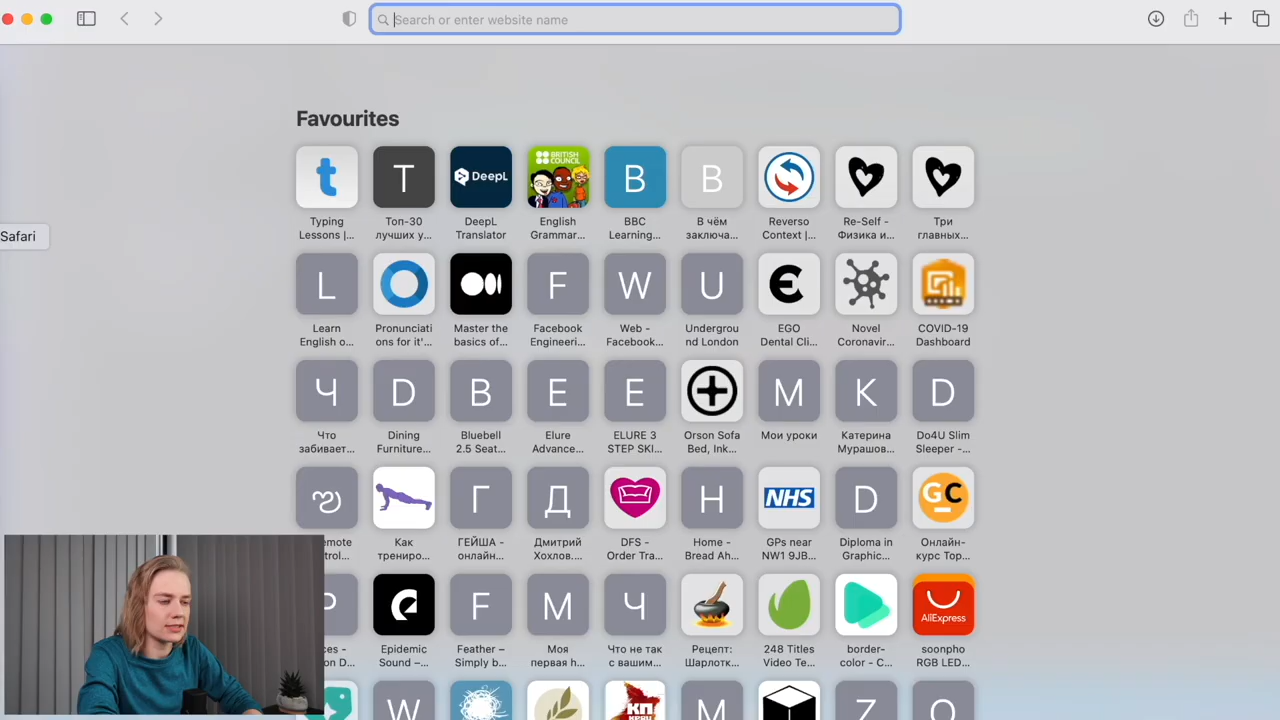 Search or enter website name
Favourites
t T DeepL BRITISH COUNCIL B B
Typing Топ-30 DeepL English BBC В чём Reverso Re-Self - Три
Lessons |... лучших у... Translator Grammar... Learning... заключа... Context |... Физика и... главных...
Safari
L F W U Є
Learn Pronunciati Master the Facebook Web - Undergrou EGO Novel COVID-19
English o... ons for it'... basics of... Engineeri... Facebook... nd London Dental Cli... Coronavir... Dashboard
Ч D B E E M К D
Что Dining Bluebell Elure ELURE 3 Orson Sofa Мои уроки Катерина Do4U Slim
забивает... Furniture... 2.5 Seat... Advance... STEP SKI... Bed, Ink... Мурашов... Sleeper -...
Г Д H NHS D GC
emote Как ГЕЙША - Дмитрий DFS - Home - GPs near Diploma in Онлайн-
trol... трениро... онлайн... Хохлов.... Order Tra... Bread Ah... NW1 9JB... Graphic... курс Top...
P F М Ч AliExpress
ces - Epidemic Feather – Моя Что не так Рецепт: 248 Titles border- soonpho
on D... Sound –... Simply b... первая h... с вашим... Шарлотк... Video Te... color - C... RGB LED...
W КП M Z O